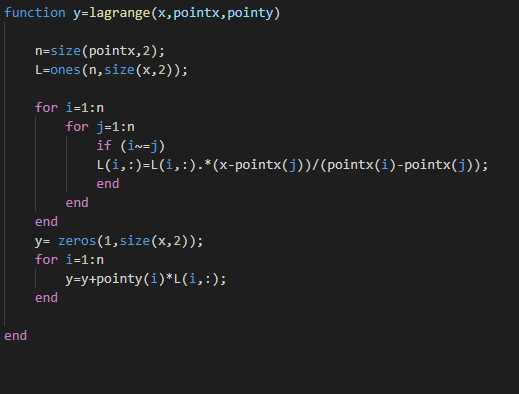 function y=lagrange(x,pointx,pointy)
n=size(pointx,2);
L=ones(n,size(x,2));
for i=1:n
for j=1:n
if (i~=j)
L(i,:)=L(i,:).*(x-pointx(j))/(pointx(i)-pointx(j));
end
end
end
y= zeros(1,size(x,2));
for i=1:n
y=y+pointy(i)*L(i,:);
end
end